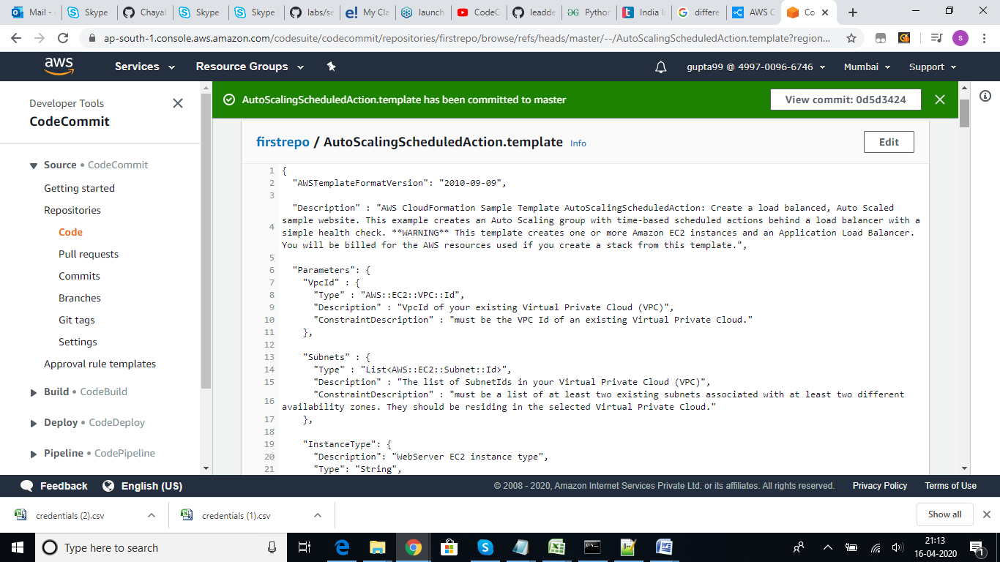 Mail -
Skype
Chayal
Skype
Skype
labs/se
My Cla
launch
CodeC
leadde
Pythor
India I
differe
AWS C
Co
ap-south-1.console.aws.amazon.com/codesuite/codecommit/repositories/firstrepo/browse/refs/heads/master/--/AutoScalingScheduledAction.template?region...
s
aws
Services
Resource Groups
gupta99 @ 4997-0096-6746
Mumbai
Support
Developer Tools
CodeCommit
Source • CodeCommit
Getting started
Repositories
Code
Pull requests
Commits
Branches
Git tags
Settings
Approval rule templates
Build • CodeBuild
Deploy • CodeDeploy
Pipeline • CodePipeline
AutoScalingScheduledAction.template has been committed to master
View commit: 0d5d3424
firstrepo / AutoScalingScheduledAction.template Info
Edit
1 {
2 "AWSTemplateFormatVersion": "2010-09-09",
3
"Description" : "AWS CloudFormation Sample Template AutoScalingScheduledAction: Create a load balanced, Auto Scaled
4 sample website. This example creates an Auto Scaling group with time-based scheduled actions behind a load balancer with a
simple health check. **WARNING** This template creates one or more Amazon EC2 instances and an Application Load Balancer.
You will be billed for the AWS resources used if you create a stack from this template.",
5
6 "Parameters": {
7 "VpcId" : {
8 "Type" : "AWS::EC2::VPC::Id",
9 "Description" : "VpcId of your existing Virtual Private Cloud (VPC)",
10 "ConstraintDescription" : "must be the VPC Id of an existing Virtual Private Cloud."
11 },
12
13 "Subnets" : {
14 "Type" : "List<AWS::EC2::Subnet::Id>",
15 "Description" : "The list of SubnetIds in your Virtual Private Cloud (VPC)",
16 "ConstraintDescription" : "must be a list of at least two existing subnets associated with at least two different
availability zones. They should be residing in the selected Virtual Private Cloud."
17 },
18
19 "InstanceType": {
20 "Description": "WebServer EC2 instance type",
21 "Type": "String",
Feedback
English (US)
© 2008 - 2020, Amazon Internet Services Private Ltd. or its affiliates. All rights reserved.
Privacy Policy
Terms of Use
credentials (2).csv
credentials (1).csv
Show all
Type here to search
21:13
16-04-2020
1